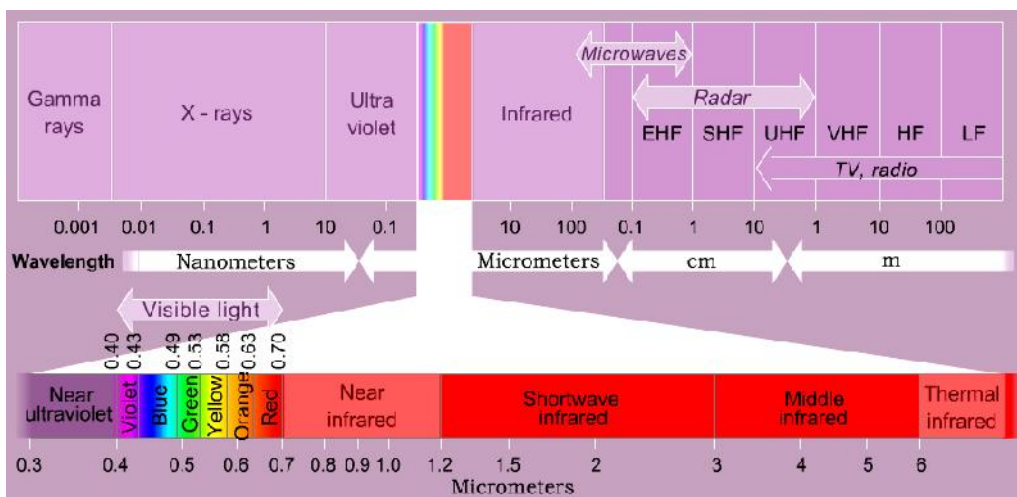 Microwaves
Gamma rays
X - rays
Ultra violet
Infrared
Radar
EHF SHF UHF VHF HF LF
TV, radio
0.001 0.01 0.1 1 10 0.1 10 100 0.1 1 10 1 10 100
Wavelength Nanometers Micrometers cm m
Visible light
0.40 0.43 0.49 0.53 0.58 0.63 0.70
Near ultraviolet
Violet
Blue
Green
Yellow
Orange
Red
Near infrared
Shortwave infrared
Middle infrared
Thermal infrared
0.3 0.4 0.5 0.6 0.7 0.8 0.9 1.0 1.2 1.5 2 3 4 5 6
Micrometers